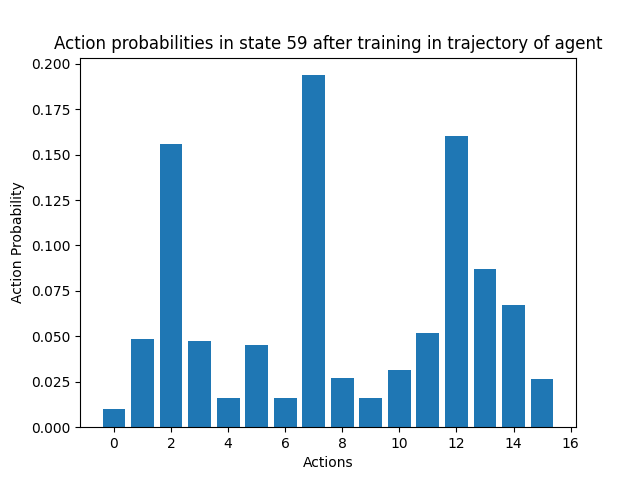 Action probabilities in state 59 after training in trajectory of agent
0.200
0.175
0.150
0.125
0.100
0.075
0.050
0.025
0.000
Action Probability
0 2 4 6 8 10 12 14 16
Actions